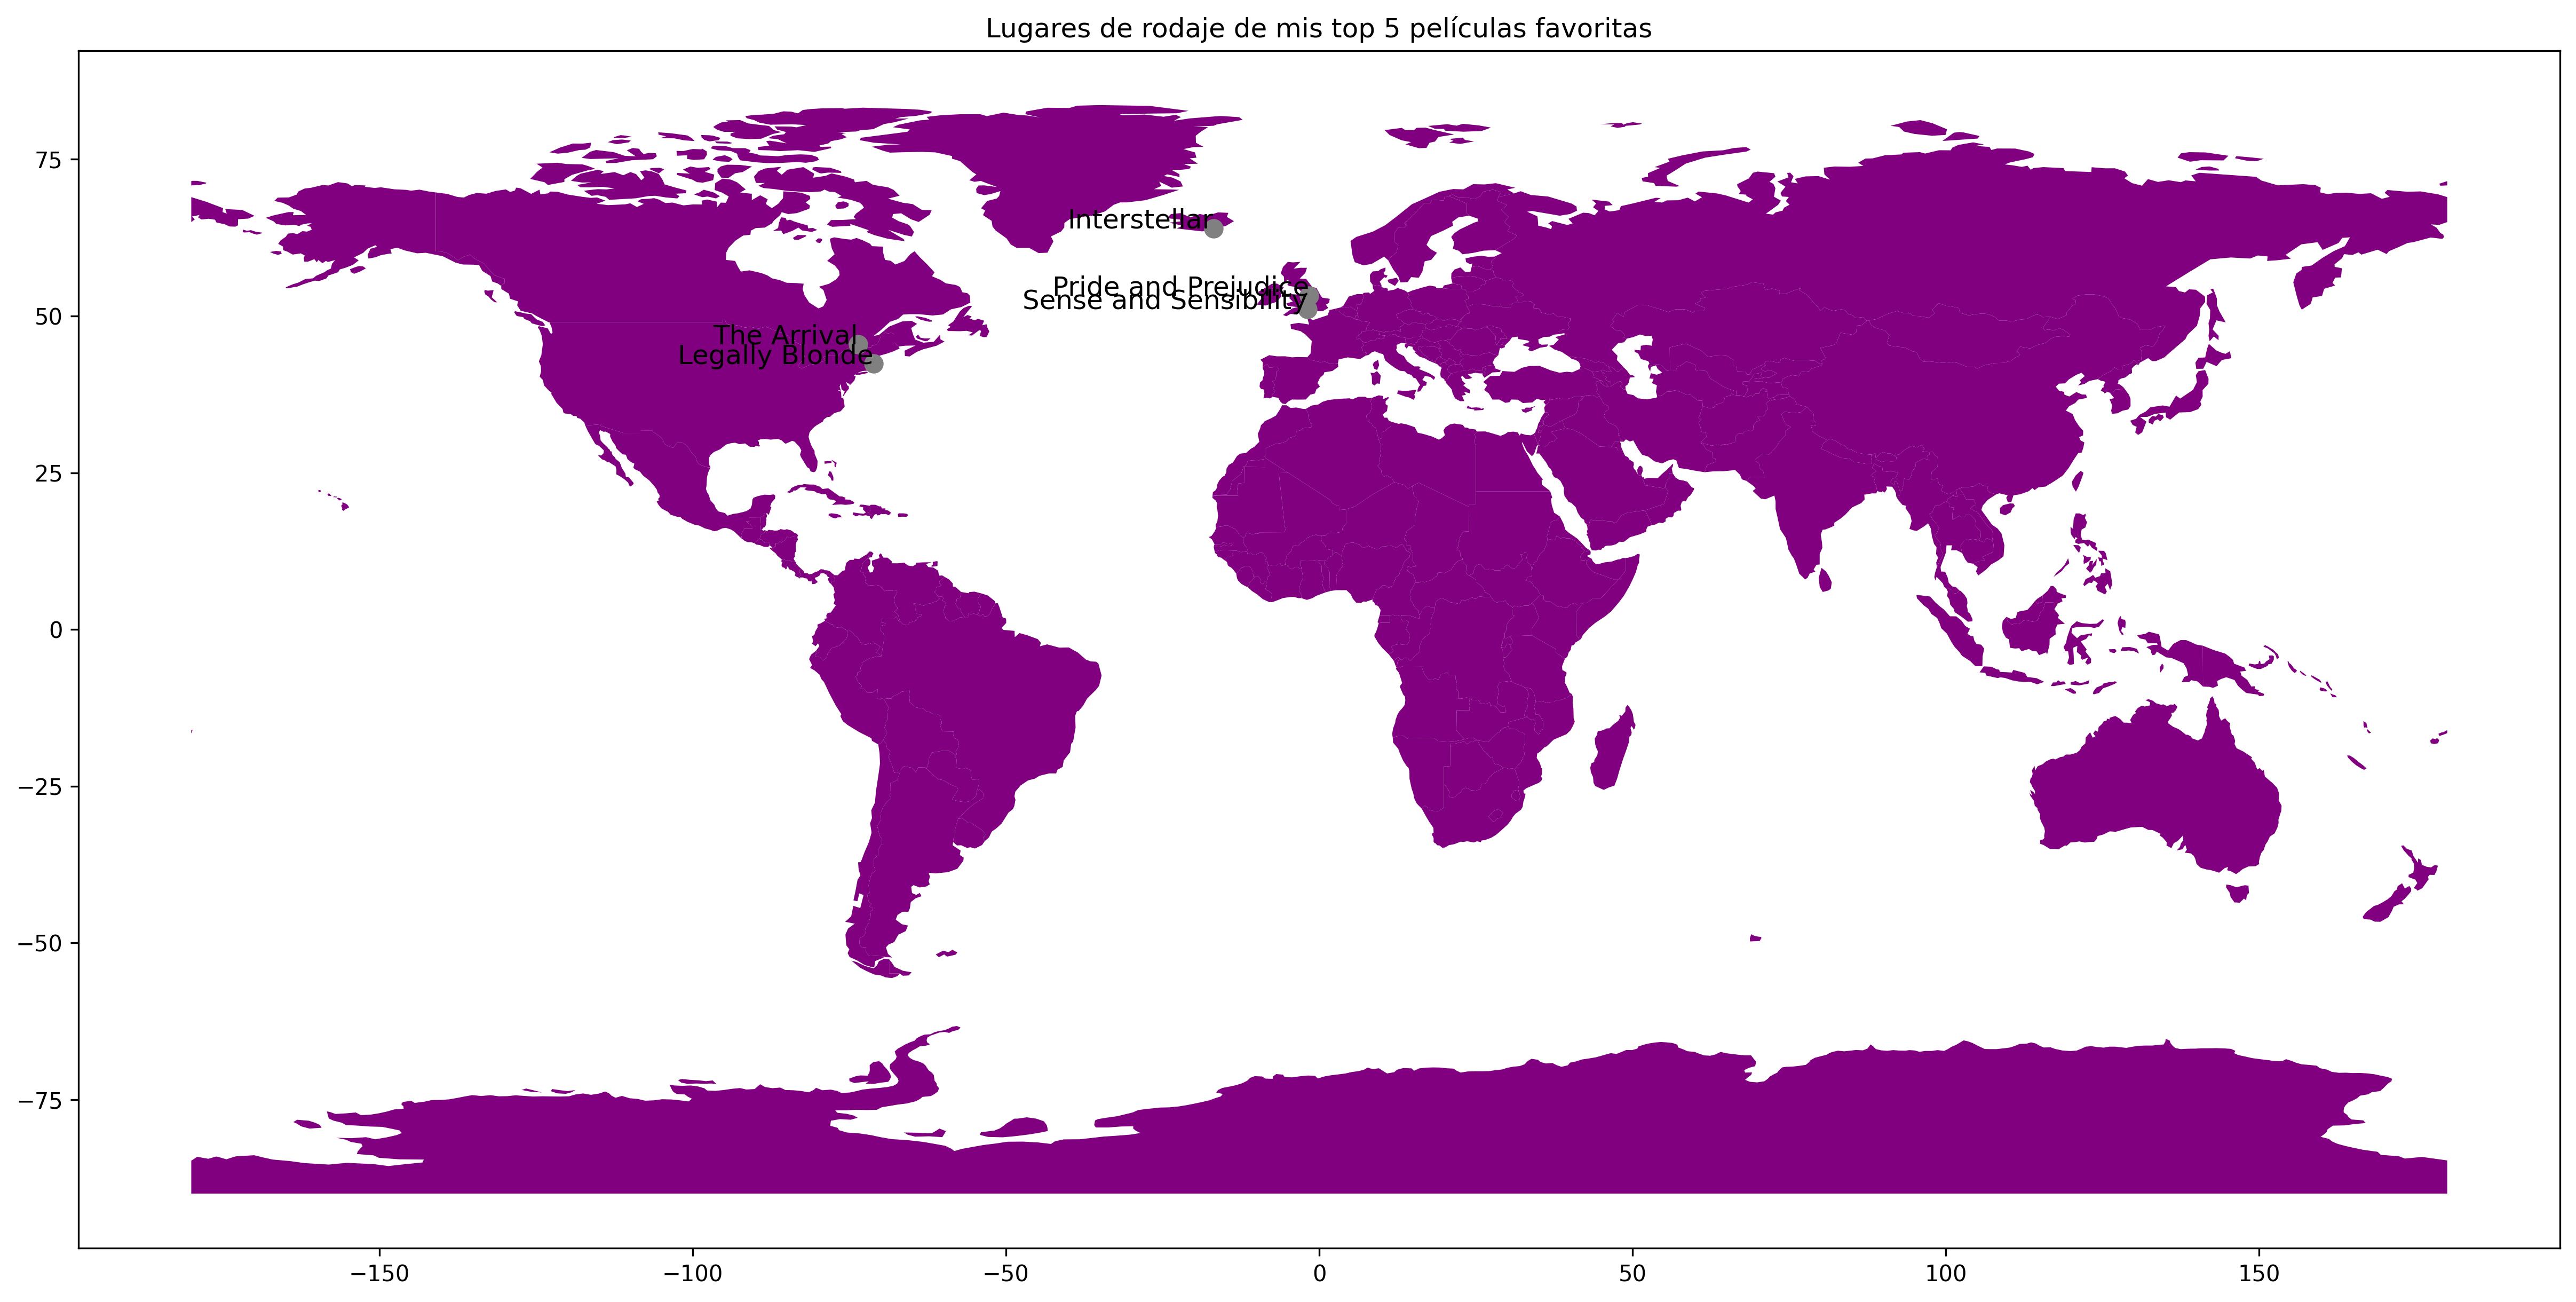 Lugares de rodaje de mis top 5 películas favoritas
75
50
25
0
−25
−50
−75
Interstellar
Pride and Prejudice
Sense and Sensibility
The Arrival
Legally Blonde
−150
−100
−50
0
50
100
150